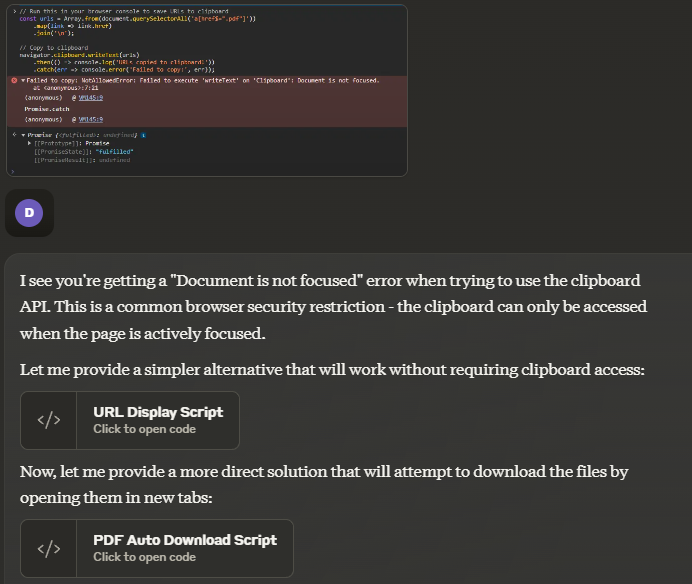 // Run this in your browser console to save URLs to clipboard
const urls = Array.from(document.querySelectorAll('a[href$=".pdf"]'))
.map(link => link.href)
.join('\n');
// Copy to clipboard
navigator.clipboard.writeText(urls)
.then(() => console.log('URLs copied to clipboard!'))
.catch(err => console.error('Failed to copy:', err));
Failed to copy: NotAllowedError: Failed to execute 'writeText' on 'Clipboard': Document is not focused.
at <anonymous>:7:21
(anonymous) @ VM145:9
Promise.catch
(anonymous) @ VM145:9
Promise {<fulfilled>: undefined}
[[Prototype]]: Promise
[[PromiseState]]: "fulfilled"
[[PromiseResult]]: undefined
D
I see you're getting a "Document is not focused" error when trying to use the clipboard
API. This is a common browser security restriction - the clipboard can only be accessed
when the page is actively focused.
Let me provide a simpler alternative that will work without requiring clipboard access:
</> URL Display Script
Click to open code
Now, let me provide a more direct solution that will attempt to download the files by
opening them in new tabs:
</> PDF Auto Download Script
Click to open code